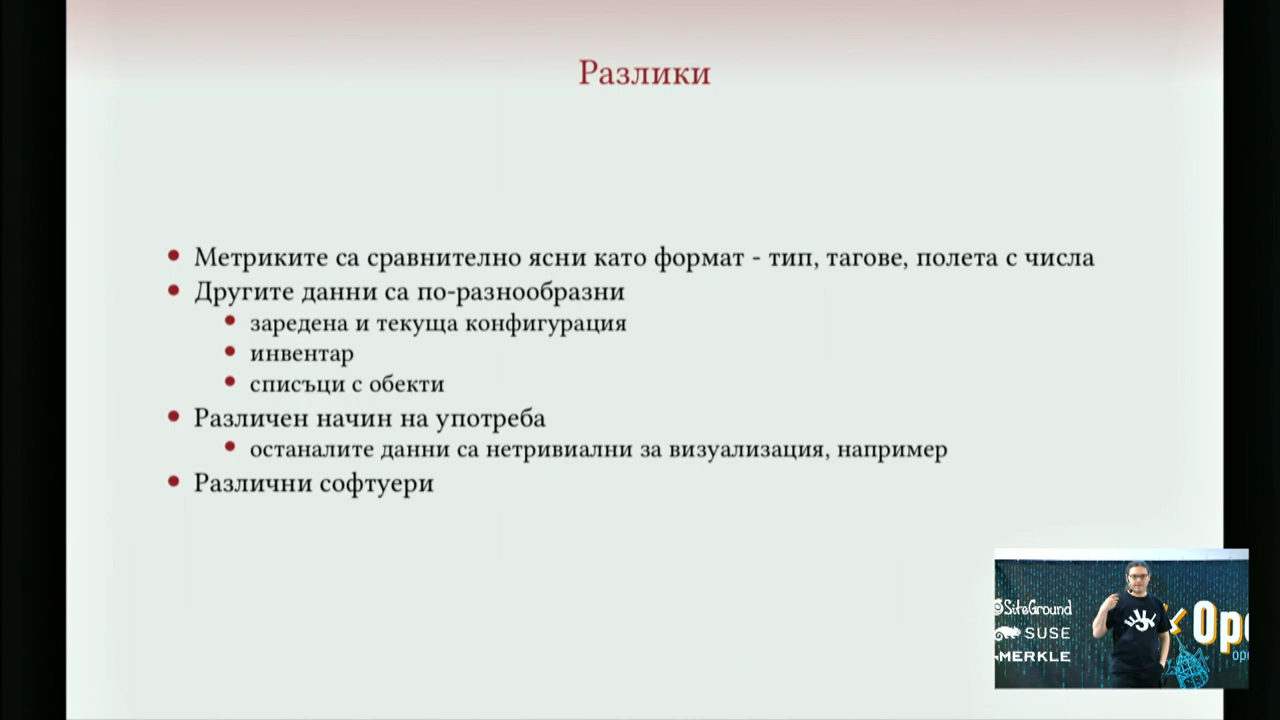 Разлики
Метриките са сравнително ясни като формат - тип, тагове, полета с числа
Другите данни са по-разнообразни
заредена и текуща конфигурация
инвентар
списъци с обекти
Различен начин на употреба
останалите данни са нетривиални за визуализация, например
Различни софтуери
SiteGround
SUSE
MERKLE
Ope
ope